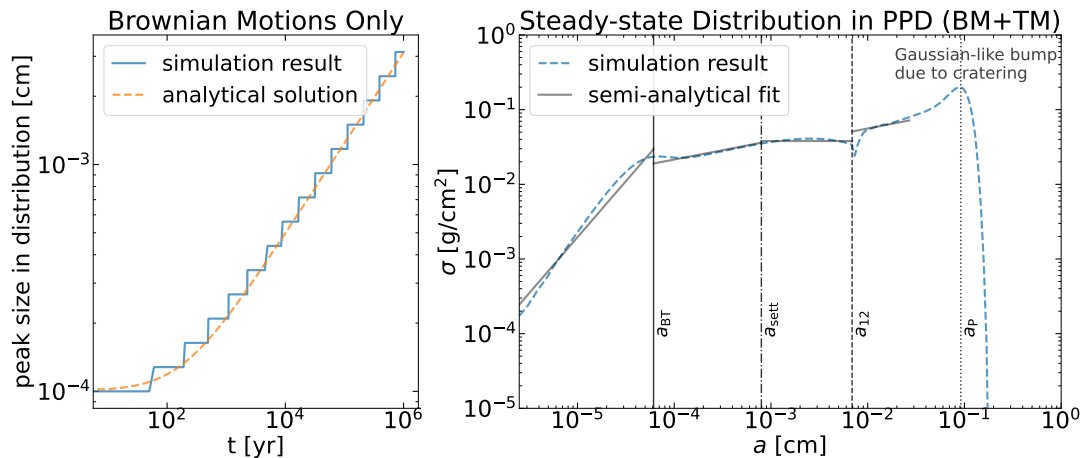 Brownian Motions Only
simulation result
analytical solution
peak size in distribution [cm]
10⁻³
10⁻⁴
10²
10⁴
10⁶
t [yr]
Steady-state Distribution in PPD (BM+TM)
simulation result
semi-analytical fit
Gaussian-like bump
due to cratering
σ [g/cm²]
10⁰
10⁻¹
10⁻²
10⁻³
10⁻⁴
10⁻⁵
a_BT
a_sett
a_12
a_P
10⁻⁵
10⁻⁴
10⁻³
10⁻²
10⁻¹
10⁰
a [cm]